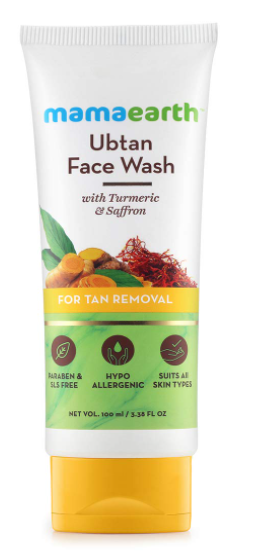 mamaearth
Ubtan
Face Wash
with Turmeric
& Saffron
FOR TAN REMOVAL
PARABEN &
SLS FREE
HYPO
ALLERGENIC
SUITS All
SKIN TYPES
NET VOL. 100 ml / 3.38 FL OZ